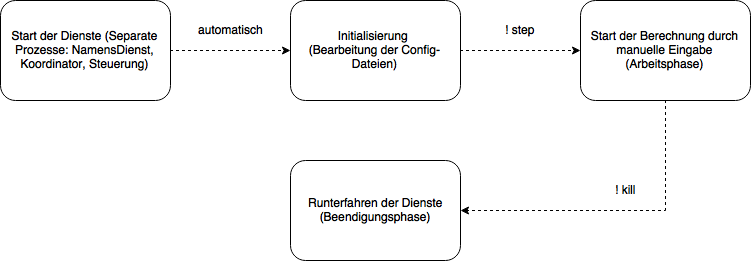 Start der Dienste (Separate
Prozesse: NamensDienst,
Koordinator, Steuerung)
automatisch
Initialisierung
(Bearbeitung der Config-
Dateien)
! step
Start der Berechnung durch
manuelle Eingabe
(Arbeitsphase)
! kill
Runterfahren der Dienste
(Beendigungsphase)